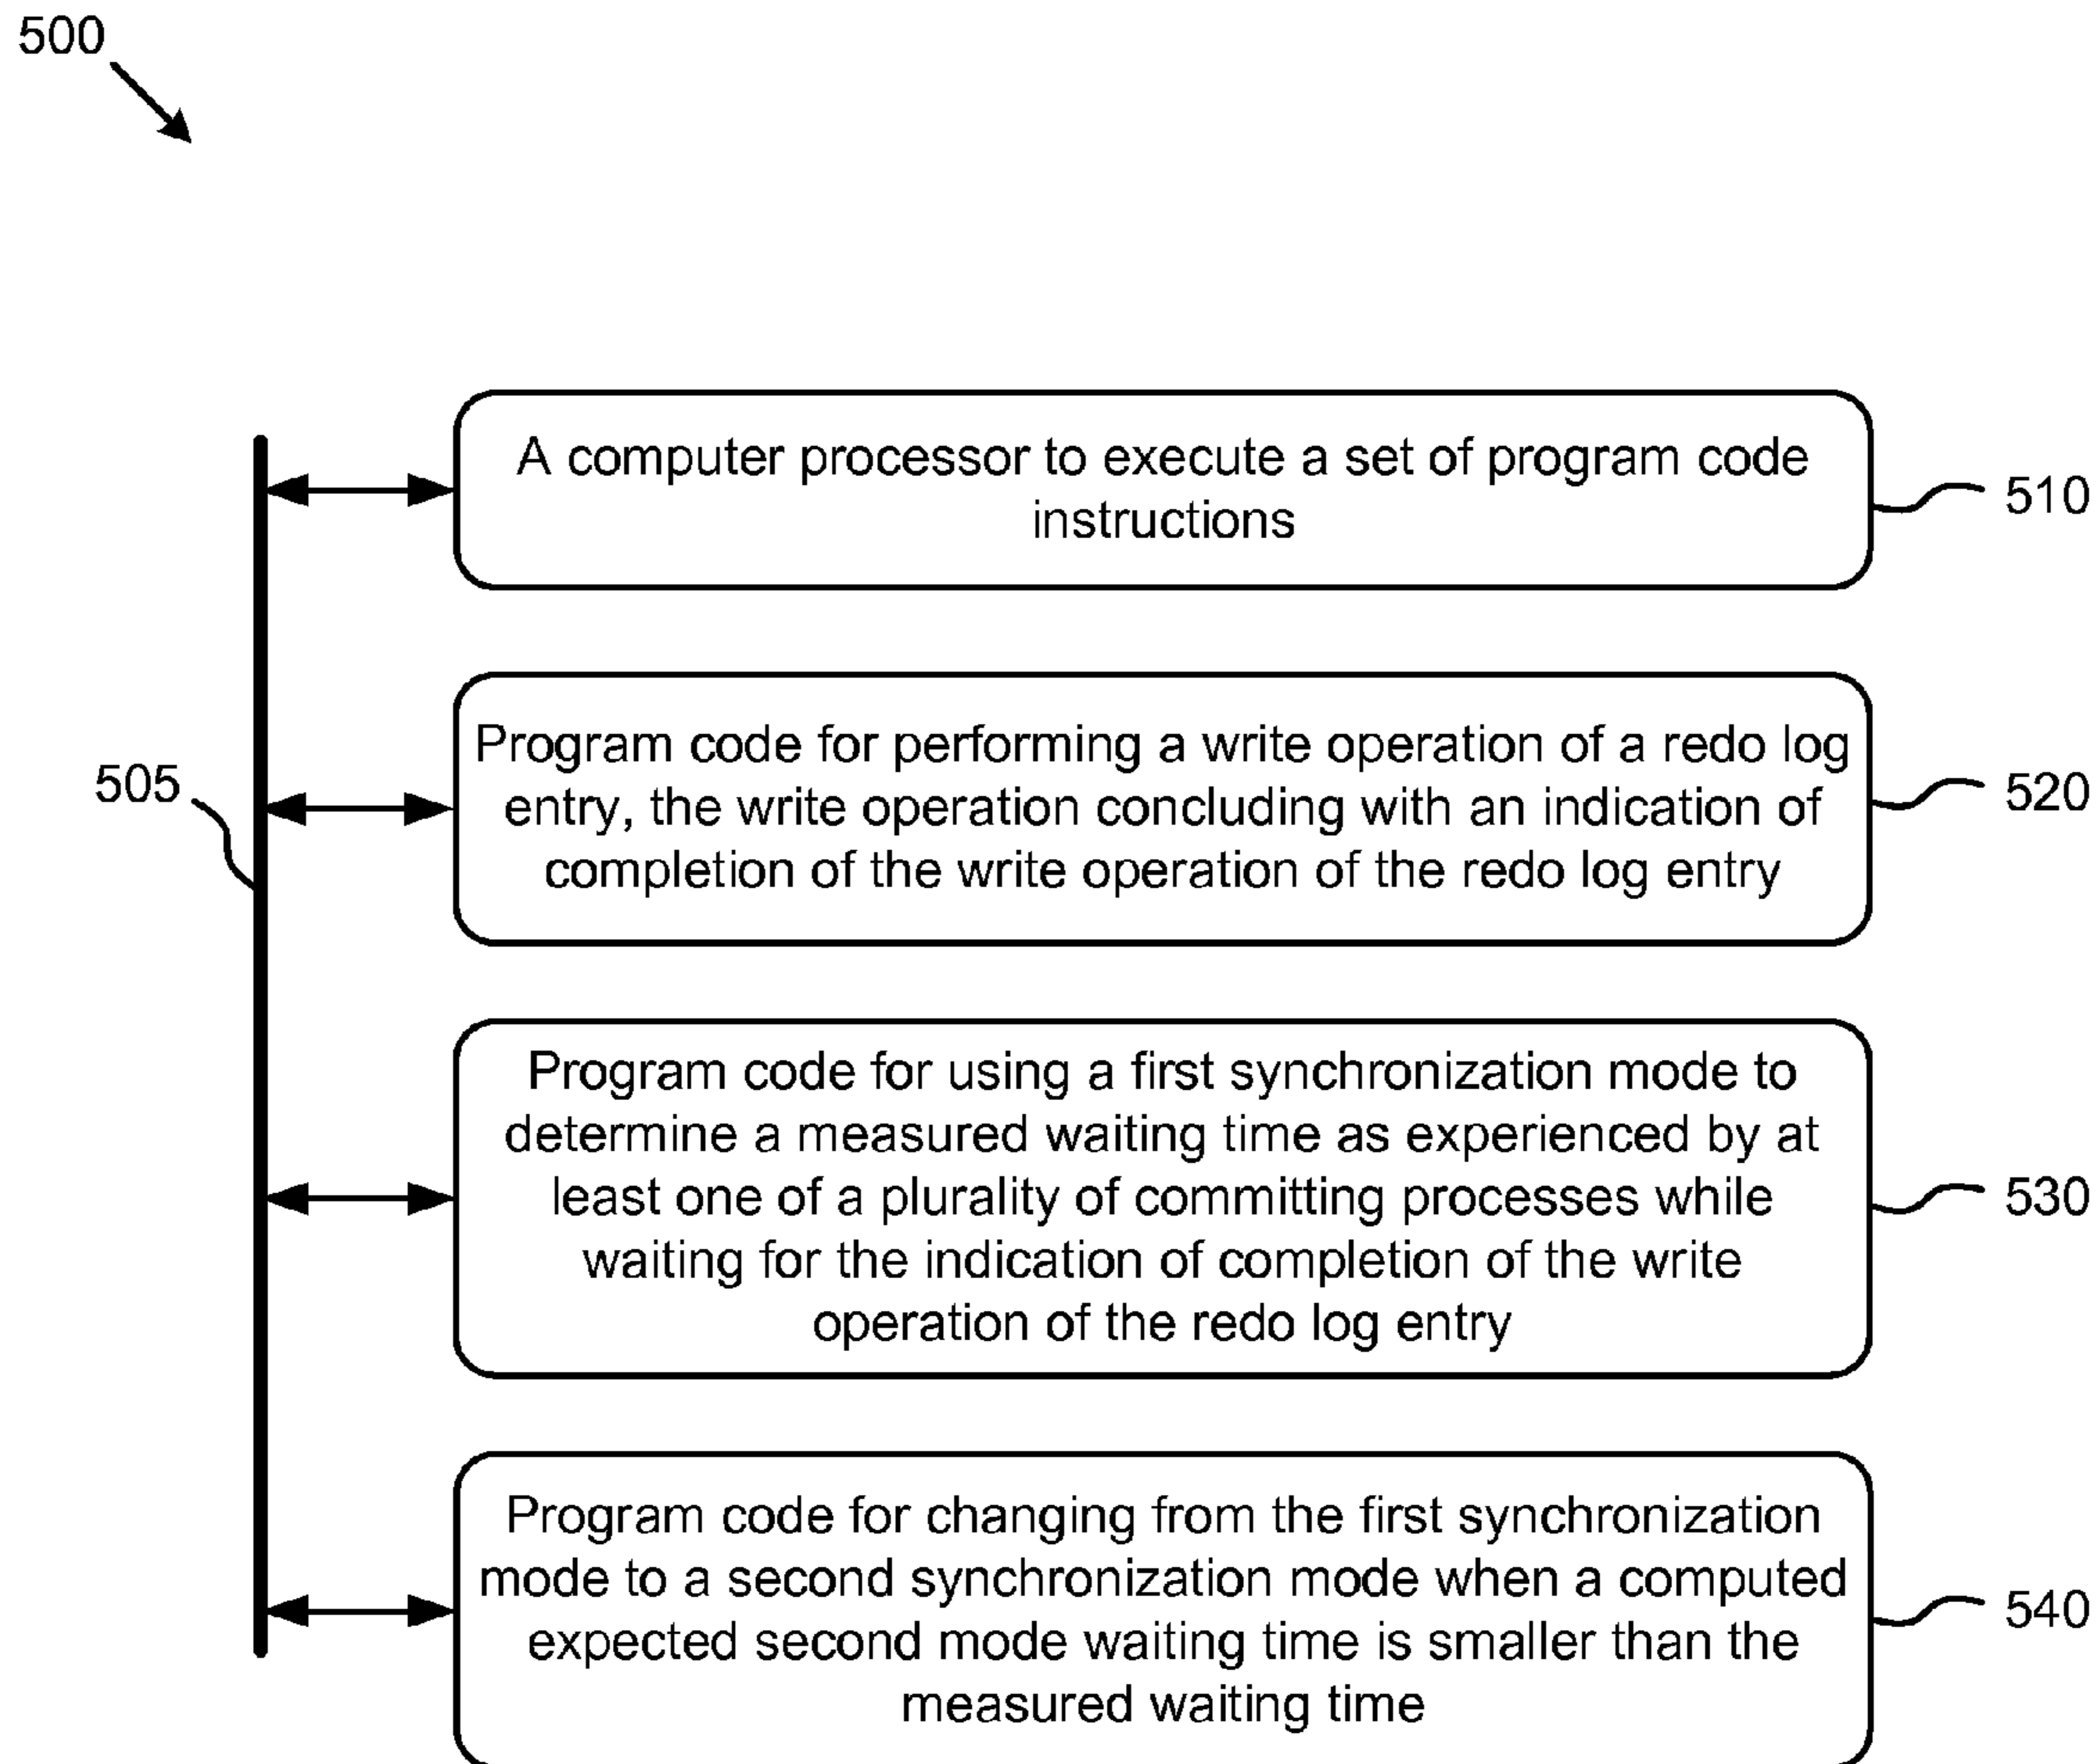 500
A computer processor to execute a set of program code
instructions
510
Program code for performing a write operation of a redo log
entry, the write operation concluding with an indication of
completion of the write operation of the redo log entry
520
505
Program code for using a first synchronization mode to
determine a measured waiting time as experienced by at
least one of a plurality of committing processes while
waiting for the indication of completion of the write
operation of the redo log entry
530
Program code for changing from the first synchronization
mode to a second synchronization mode when a computed
expected second mode waiting time is smaller than the
measured waiting time
540